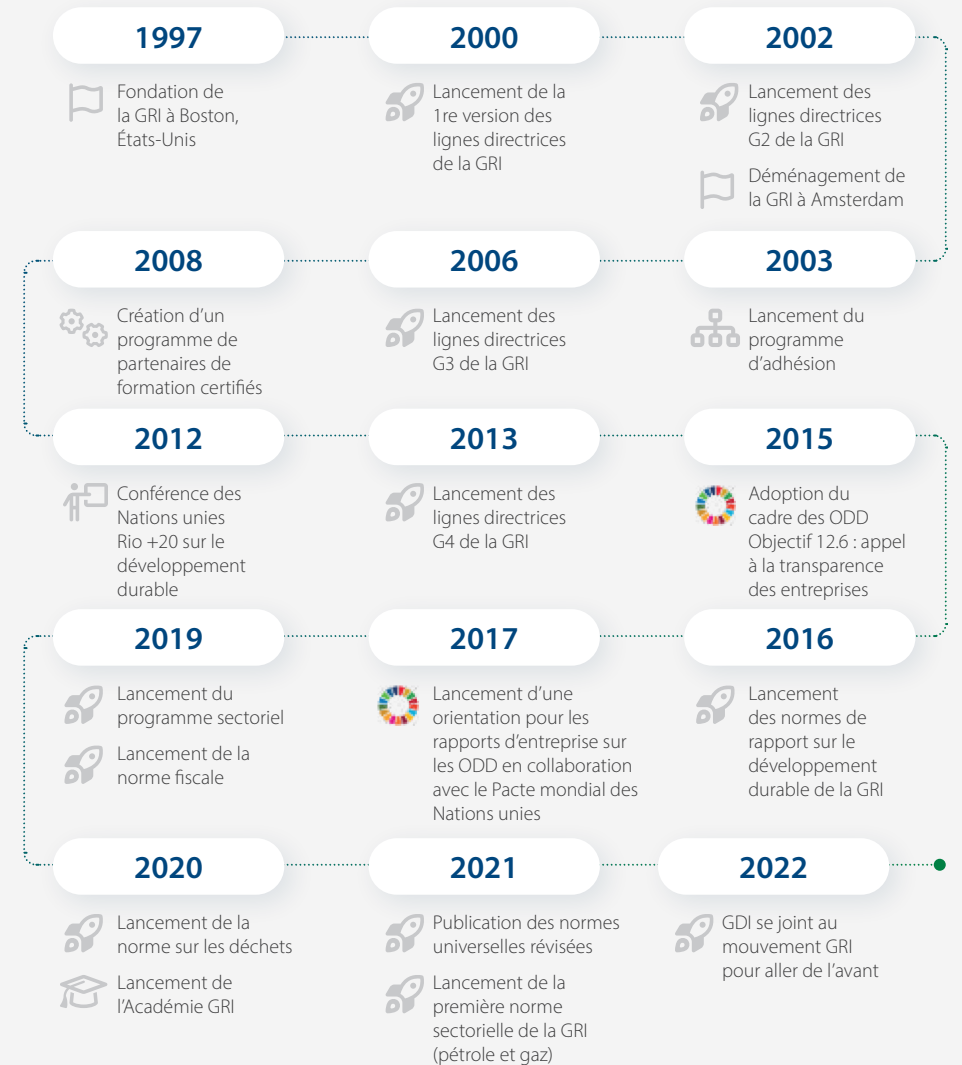 1997
Fondation de
la GRI à Boston,
États-Unis
2000
Lancement de la
1re version des
lignes directrices
de la GRI
2002
Lancement des
lignes directrices
G2 de la GRI
Déménagement de
la GRI à Amsterdam
2003
Lancement du
programme
d'adhésion
2006
Lancement des
lignes directrices
G3 de la GRI
2008
Création d'un
programme de
partenaires de
formation certifiés
2012
Conférence des
Nations unies
Rio +20 sur le
développement
durable
2013
Lancement des
lignes directrices
G4 de la GRI
2015
Adoption du
cadre des ODD
Objectif 12.6 : appel
à la transparence
des entreprises
2016
Lancement
des normes de
rapport sur le
développement
durable de la GRI
2017
Lancement d'une
orientation pour les
rapports d'entreprise sur
les ODD en collaboration
avec le Pacte mondial des
Nations unies
2019
Lancement du
programme sectoriel
Lancement de la
norme fiscale
2020
Lancement de la
norme sur les déchets
Lancement de
l'Académie GRI
2021
Publication des normes
universelles révisées
Lancement de la
première norme
sectorielle de la GRI
(pétrole et gaz)
2022
GDI se joint au
mouvement GRI
pour aller de l'avant